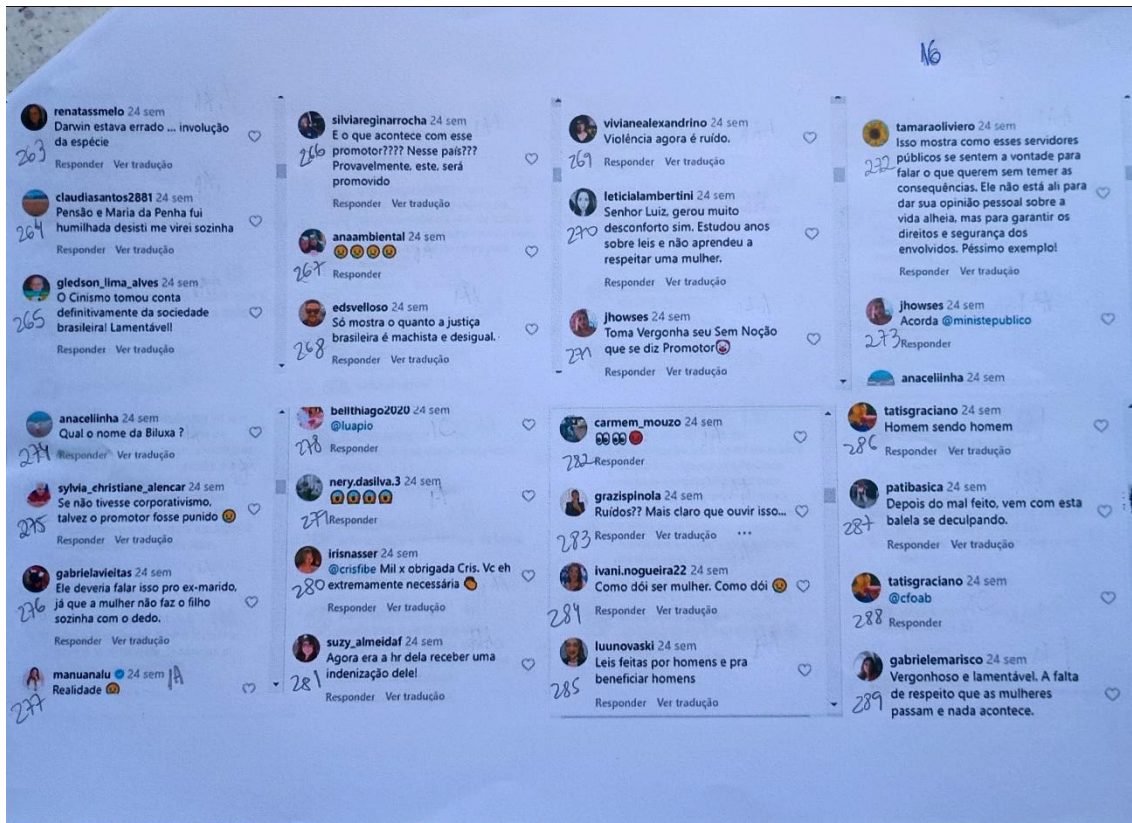 16
renatassmelo 24 sem
Darwin estava errado ... involução
da espécie
263
Responder Ver tradução
claudiasantos2881 24 sem
Pensão e Maria da Penha fui
humilhada desisti me virei sozinha
264
Responder Ver tradução
gledson_lima_alves 24 sem
O Cinismo tomou conta
definitivamente da sociedade
brasileira! Lamentável!
265
Responder Ver tradução
silviareginarrocha 24 sem
E o que acontece com esse
promotor???? Nesse país???
Provavelmente, este, será
promovido
266
Responder Ver tradução
anaambiental 24 sem
😢😢😢😢
267
Responder
edsvelloso 24 sem
Só mostra o quanto a justiça
brasileira é machista e desigual.
268
Responder Ver tradução
vivianealexandrino 24 sem
Violência agora é ruído.
269
Responder Ver tradução
leticialambertini 24 sem
Senhor Luiz, gerou muito
desconforto sim. Estudou anos
sobre leis e não aprendeu a
respeitar uma mulher.
270
Responder Ver tradução
jhowses 24 sem
Toma Vergonha seu Sem Noção
que se diz Promotor🤡
271
Responder Ver tradução
tamaraoliviero 24 sem
Isso mostra como esses servidores
públicos se sentem a vontade para
falar o que querem sem temer as
consequências. Ele não está ali para
dar sua opinião pessoal sobre a
vida alheia, mas para garantir os
direitos e segurança dos
envolvidos. Péssimo exemplo!
272
Responder Ver tradução
jhowses 24 sem
Acorda @ministepublico
273
Responder
anaceliinha 24 sem
anaceliinha 24 sem
Qual o nome da Biluxa ?
274
Responder Ver tradução
sylvia_christiane_alencar 24 sem
Se não tivesse corporativismo,
talvez o promotor fosse punido 😢
275
Responder Ver tradução
gabrielavieitas 24 sem
Ele deveria falar isso pro ex-marido,
já que a mulher não faz o filho
sozinha com o dedo.
276
Responder Ver tradução
manuanalu 24 sem
Realidade 😢
277
bellthiago2020 24 sem
@luapio
278
Responder
nery.dasilva.3 24 sem
😱😱😱😱
279
Responder
irisnasser 24 sem
@crisfibe Mil x obrigada Cris. Vc eh
extremamente necessária 👏
280
Responder Ver tradução
suzy_almeidaf 24 sem
Agora era a hr dela receber uma
indenização dele!
281
Responder Ver tradução
carmem_mouzo 24 sem
👀👀😡
282
Responder
grazispinola 24 sem
Ruídos?? Mais claro que ouvir isso...
283
Responder Ver tradução ...
ivani.nogueira22 24 sem
Como dói ser mulher. Como dói 😢
284
Responder Ver tradução
luunovaski 24 sem
Leis feitas por homens e pra
beneficiar homens
285
Responder Ver tradução
tatisgraciano 24 sem
Homem sendo homem
286
Responder Ver tradução
patibasica 24 sem
Depois do mal feito, vem com esta
balela se deculpando.
287
Responder Ver tradução
tatisgraciano 24 sem
@cfoab
288
Responder
gabrielemarisco 24 sem
Vergonhoso e lamentável. A falta
de respeito que as mulheres
passam e nada acontece.
289